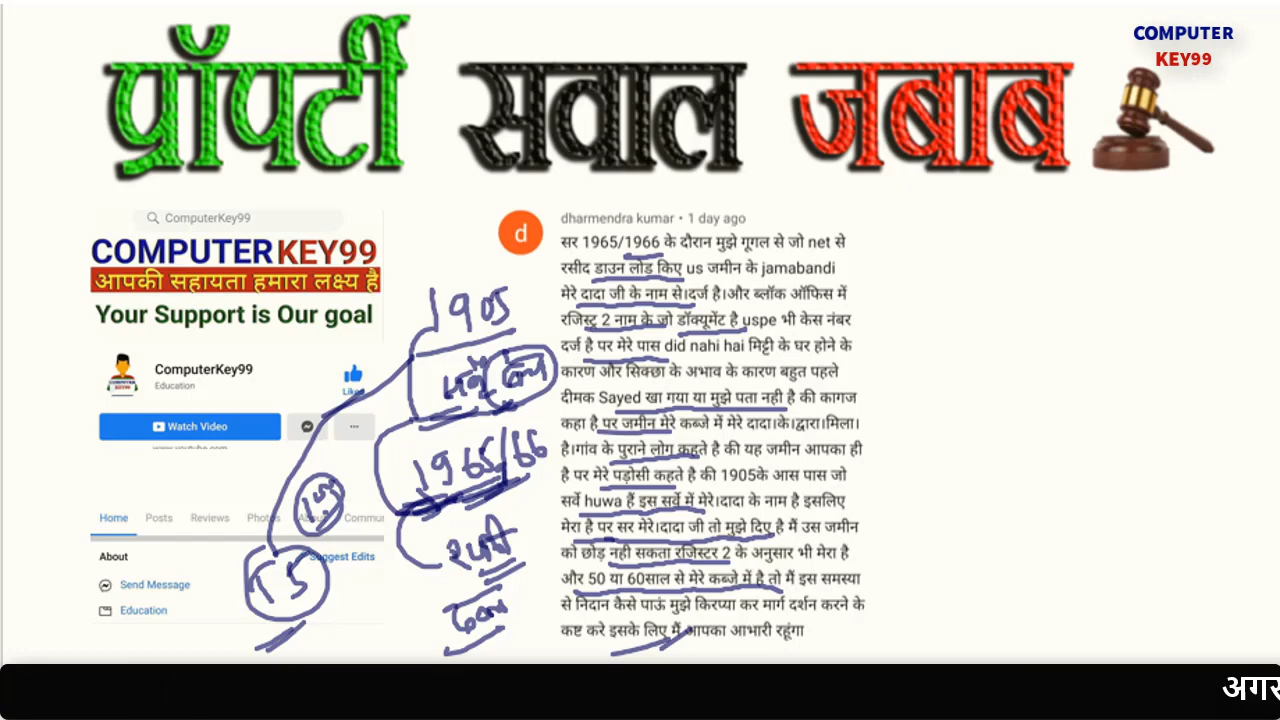 COMPUTER
KEY99
प्रॉपर्टी सवाल जबाब
ComputerKey99
COMPUTER KEY99
आपकी सहायता हमारा लक्ष्य है
Your Support is Our goal
ComputerKey99
Education
Liked
Watch Video
Home Posts Reviews Photos About Commu
About Suggest Edits
Send Message
Education
d
dharmendra kumar • 1 day ago
सर 1965/1966 के दौरान मुझे गूगल से जो net से
रसीद डाउन लोड किए us जमीन के jamabandi
मेरे दादा जी के नाम से।दर्ज है।और ब्लॉक ऑफिस में
रजिस्ट्र 2 नाम के जो डॉक्यूमेंट है uspe भी केस नंबर
दर्ज है पर मेरे पास did nahi hai मिट्टी के घर होने के
कारण और सिक्छा के अभाव के कारण बहुत पहले
दीमक Sayed खा गया या मुझे पता नही है की कागज
कहा है पर जमीन मेरे कब्जे में मेरे दादा।के।द्वारा।मिला।
है।गांव के पुराने लोग कहते है की यह जमीन आपका ही
है पर मेरे पड़ोसी कहते है की 1905के आस पास जो
सर्वे huwa हैं इस सर्वे में मेरे।दादा के नाम है इसलिए
मेरा है पर सर मेरे।दादा जी तो मुझे दिए है मैं उस जमीन
को छोड़ नही सकता रजिस्टर 2 के अनुसार भी मेरा है
और 50 या 60साल से मेरे कब्जे में है तो मैं इस समस्या
से निदान कैसे पाऊं मुझे किरप्या कर मार्ग दर्शन करने के
कष्ट करे इसके लिए मैं आपका आभारी रहूंगा
1905
1965/66
अगर